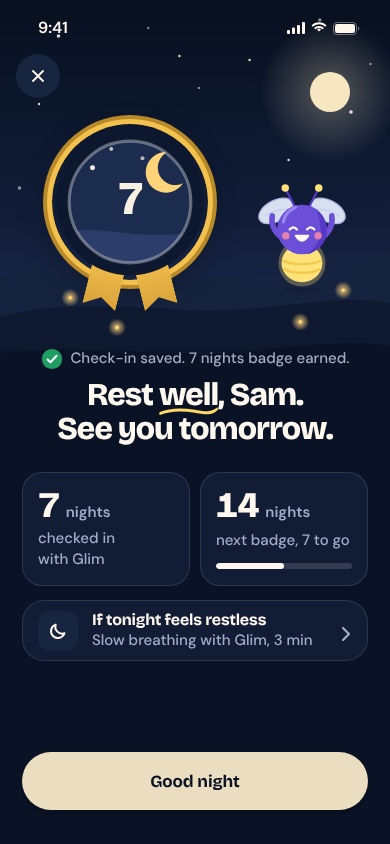 9:41
7
Check-in saved. 7 nights badge earned.
Rest well, Sam.
See you tomorrow.
7 nights
checked in
with Glim
14 nights
next badge, 7 to go
If tonight feels restless
Slow breathing with Glim, 3 min
Good night